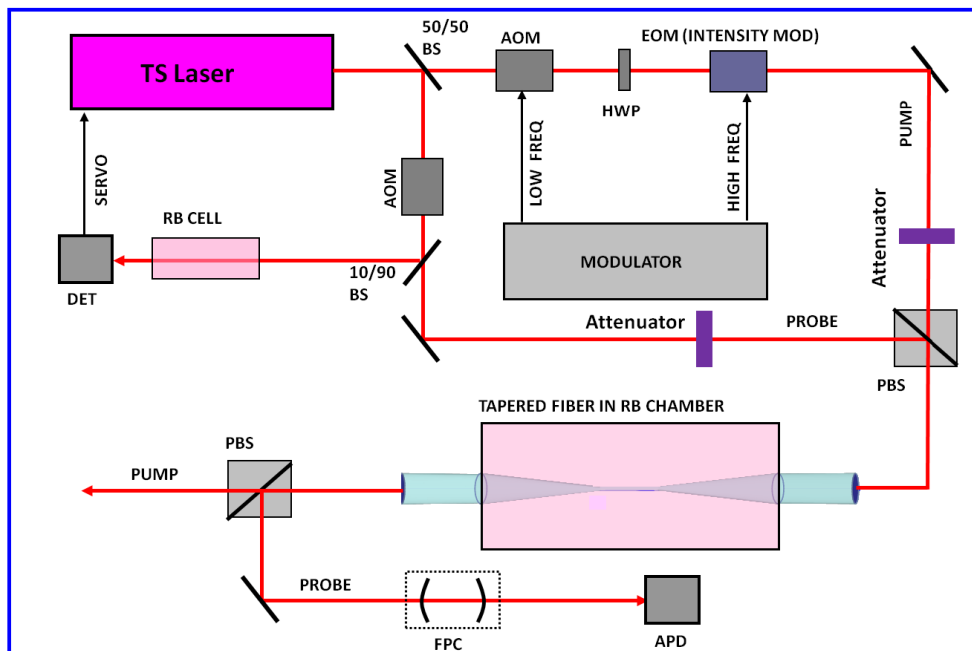 50/50
BS
TS Laser
AOM
EOM (INTENSITY MOD)
HWP
PUMP
SERVO
LOW FREQ
HIGH FREQ
AOM
RB CELL
MODULATOR
Attenuator
DET
10/90
BS
Attenuator
PROBE
PBS
TAPERED FIBER IN RB CHAMBER
PBS
PUMP
PROBE
FPC
APD